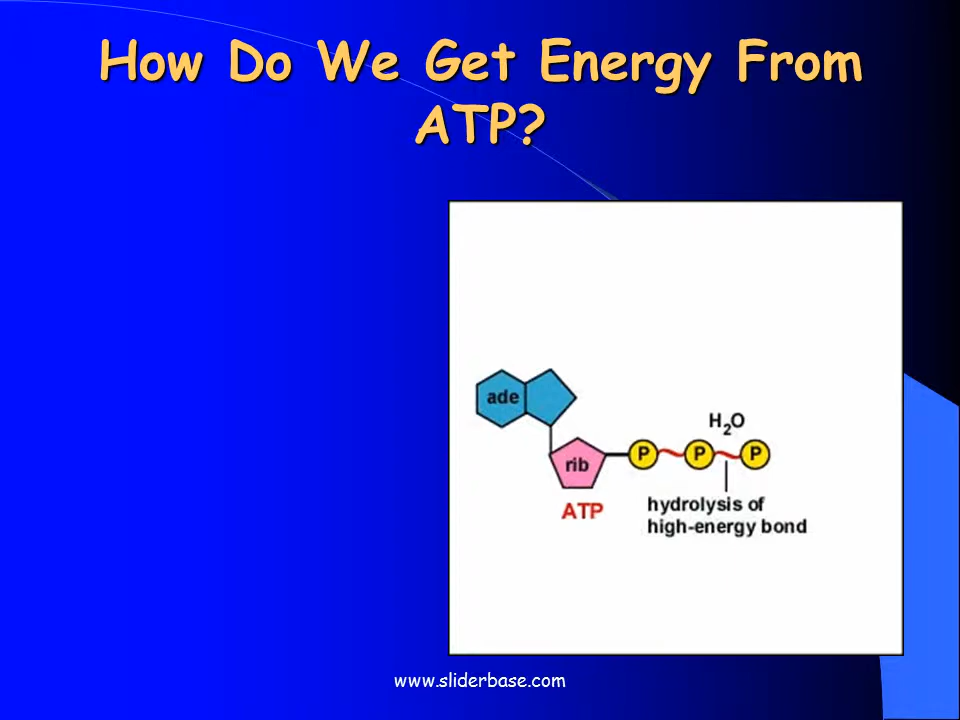 How Do We Get Energy From
ATP?
ade
H₂O
P
P
P
rib
ATP
hydrolysis of
high-energy bond
www.sliderbase.com